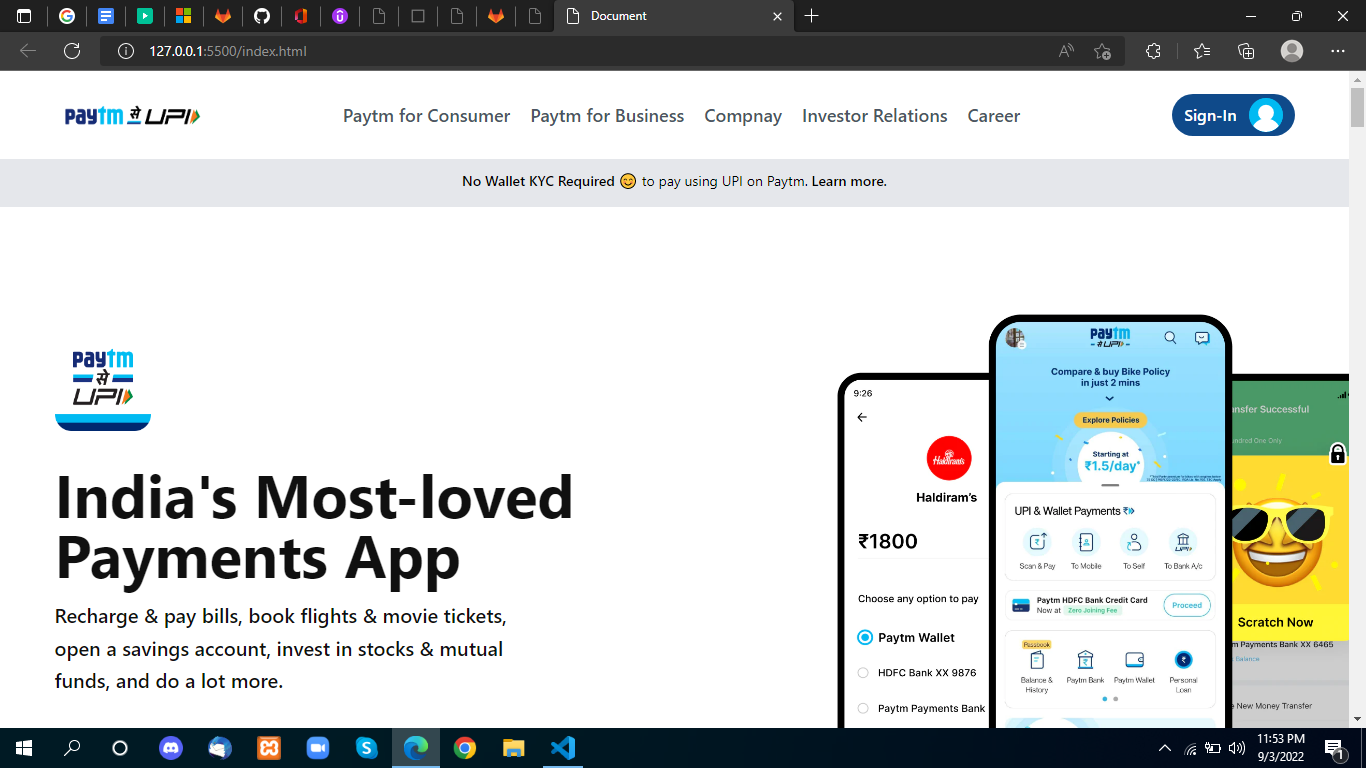 Document
127.0.0.1:5500/index.html
paytm से UPI
Paytm for Consumer
Paytm for Business
Compnay
Investor Relations
Career
Sign-In
No Wallet KYC Required 😊 to pay using UPI on Paytm. Learn more.
paytm
से
UPI
India's Most-loved
Payments App
Recharge & pay bills, book flights & movie tickets,
open a savings account, invest in stocks & mutual
funds, and do a lot more.
9:26
Haldiram's
Haldiram's
₹1800
Choose any option to pay
Paytm Wallet
HDFC Bank XX 9876
Paytm Payments Bank
paytm
से UPI
Compare & buy Bike Policy
in just 2 mins
Explore Policies
Starting at
₹1.5/day*
UPI & Wallet Payments
Scan & Pay
To Mobile
To Self
UPI
To Bank A/c
Paytm HDFC Bank Credit Card
Now at Zero Joining Fee
Proceed
Passbook
Balance &
History
Paytm Bank
Paytm Wallet
Personal
Loan
nsfer Successful
undred One Only
Scratch Now
m Payments Bank XX 6465
Balance
e New Money Transfer
11:53 PM
9/3/2022
1